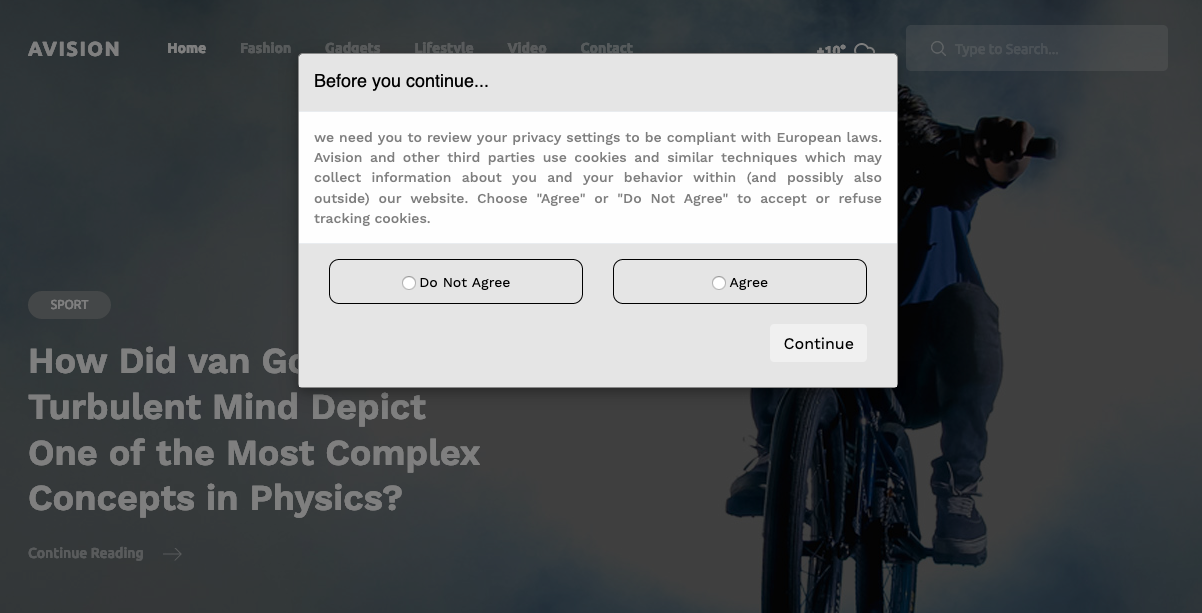 AVISION
Home Fashion Gadgets Lifestyle Video Contact +10° Type to Search...
Before you continue...
we need you to review your privacy settings to be compliant with European laws.
Avision and other third parties use cookies and similar techniques which may
collect information about you and your behavior within (and possibly also
outside) our website. Choose "Agree" or "Do Not Agree" to accept or refuse
tracking cookies.
Do Not Agree Agree
Continue
SPORT
How Did van
Turbulent Mind Depict
One of the Most Complex
Concepts in Physics?
Continue Reading